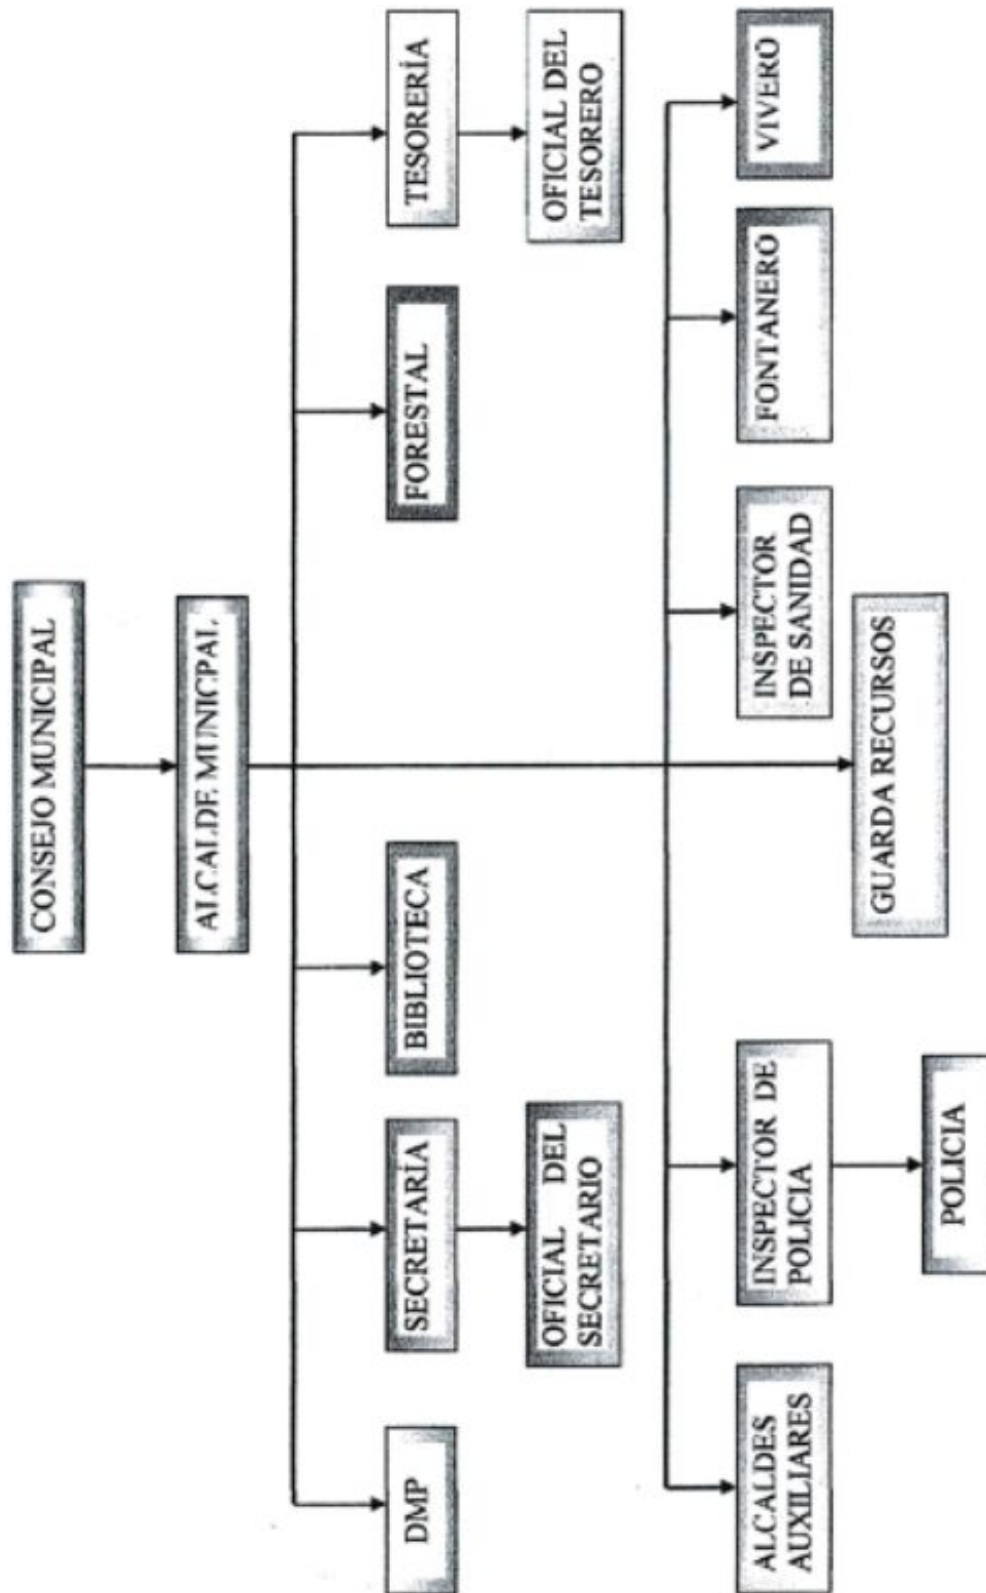 CONSEJO MUNICIPAL
ALCALDE MUNICPAL
DMP
SECRETARÍA
BIBLIOTECA
FORESTAL
TESORERÍA
OFICIAL DEL
SECRETARIO
OFICIAL DEL
TESORERO
ALCALDES
AUXILIARES
INSPECTOR DE
POLICIA
INSPECTOR
DE SANIDAD
FONTANERO
VIVERO
GUARDA RECURSOS
POLICIA